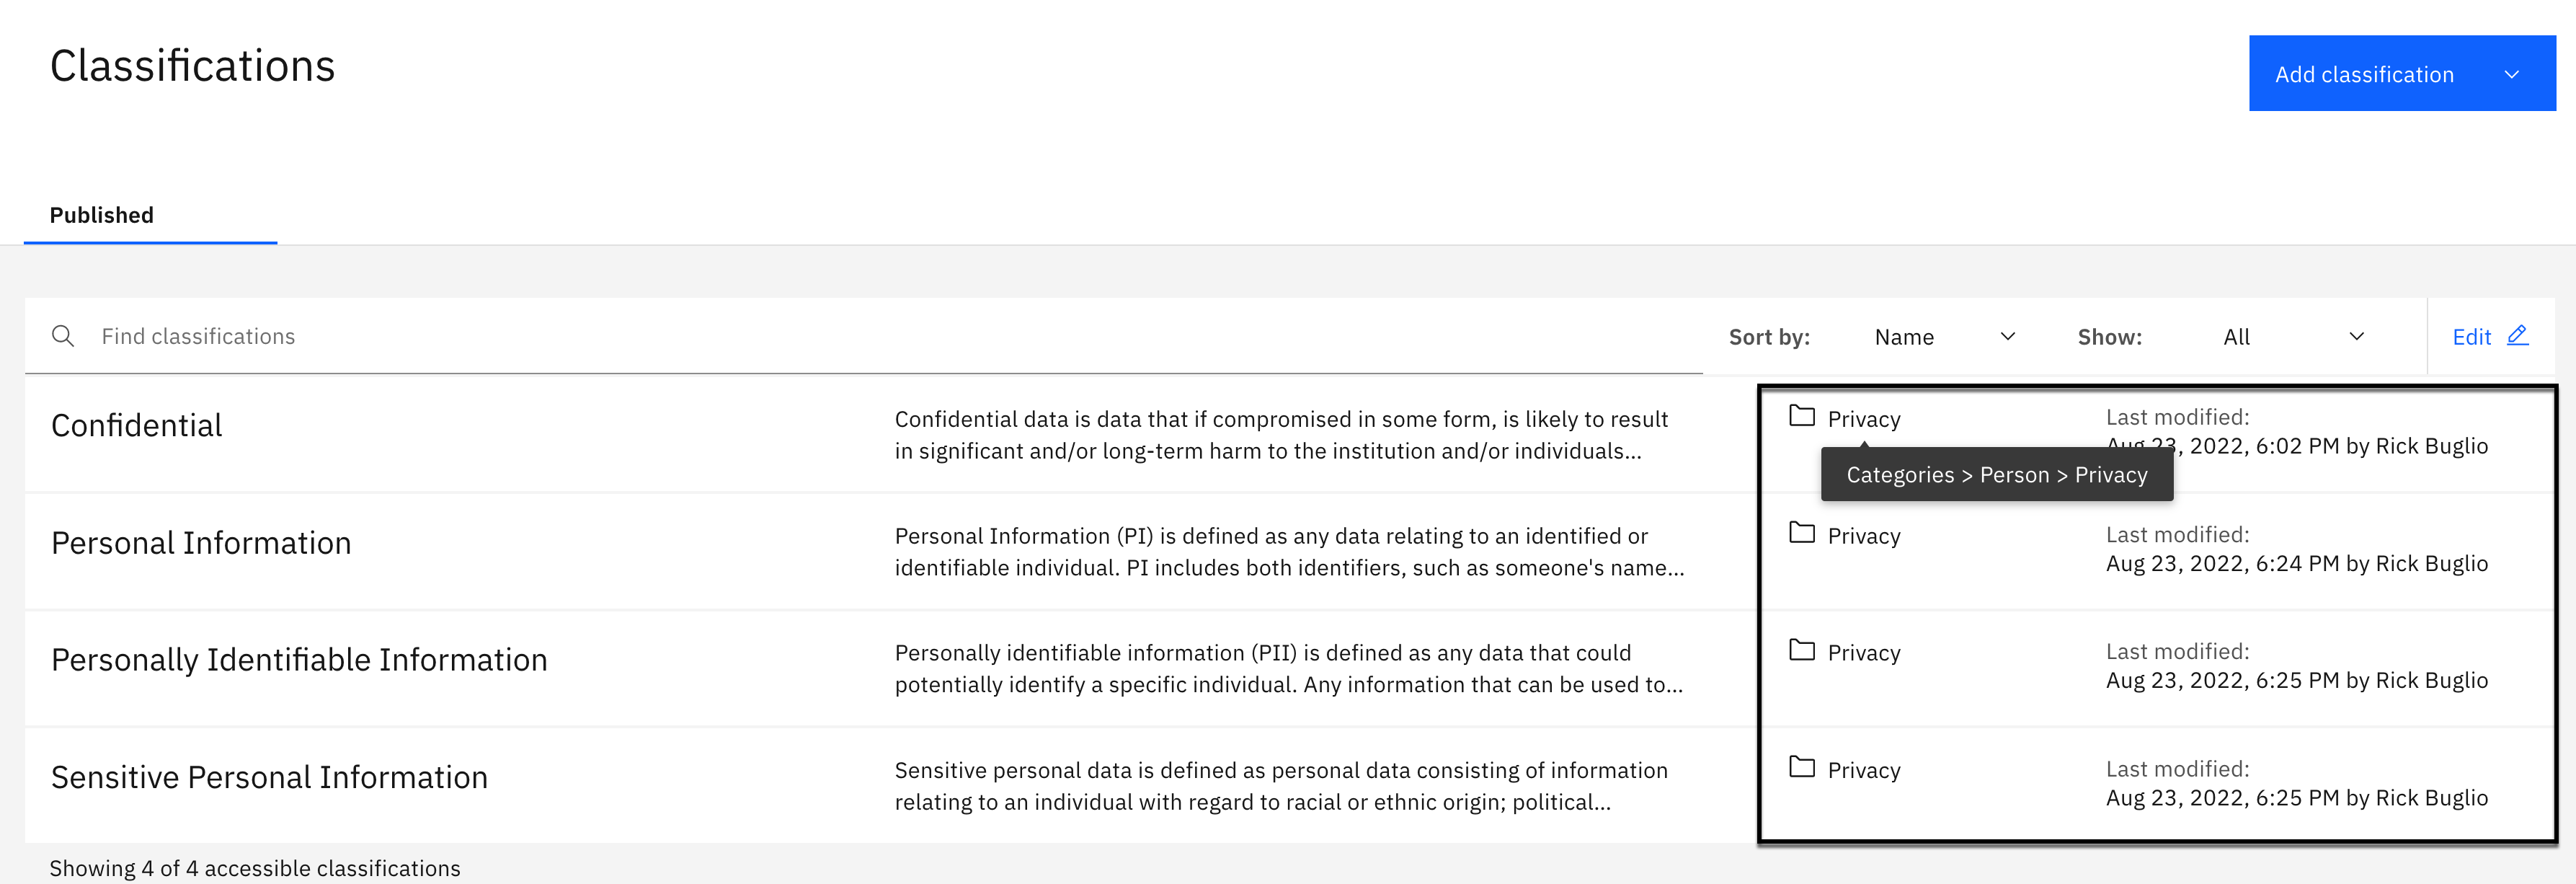 Classifications
Add classification
Published
Find classifications
Sort by: Name
Show: All
Edit
Confidential
Confidential data is data that if compromised in some form, is likely to result
in significant and/or long-term harm to the institution and/or individuals...
Privacy
Last modified:
Aug 23, 2022, 6:02 PM by Rick Buglio
Categories > Person > Privacy
Personal Information
Personal Information (PI) is defined as any data relating to an identified or
identifiable individual. PI includes both identifiers, such as someone's name...
Privacy
Last modified:
Aug 23, 2022, 6:24 PM by Rick Buglio
Personally Identifiable Information
Personally identifiable information (PII) is defined as any data that could
potentially identify a specific individual. Any information that can be used to...
Privacy
Last modified:
Aug 23, 2022, 6:25 PM by Rick Buglio
Sensitive Personal Information
Sensitive personal data is defined as personal data consisting of information
relating to an individual with regard to racial or ethnic origin; political...
Privacy
Last modified:
Aug 23, 2022, 6:25 PM by Rick Buglio
Showing 4 of 4 accessible classifications